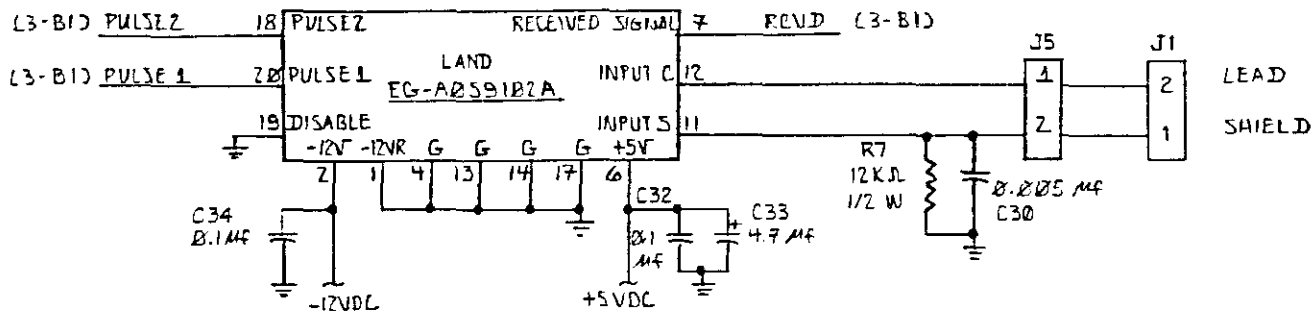 (3-B1) PULSE2 18 PULSE2 RECEIVED SIGNAL 7 RCVD (3-B1)
J5 J1
LAND
(3-B1) PULSE 1 20 PULSE1 INPUT C 12 1 2 LEAD
EG-A059102A
19 DISABLE INPUT S 11 2 1 SHIELD
-12V -12VR G G G G +5V
2 1 4 13 14 17 6
R7
12KΩ
1/2 W
0.005 Mf
C30
C34
0.1Mf
C32
0.1
Mf
C33
+
4.7 Mf
-12VDC
+5VDC